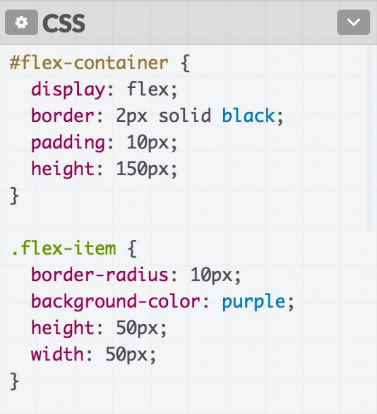 CSS
#flex-container {
  display: flex;
  border: 2px solid black;
  padding: 10px;
  height: 150px;
}

.flex-item {
  border-radius: 10px;
  background-color: purple;
  height: 50px;
  width: 50px;
}